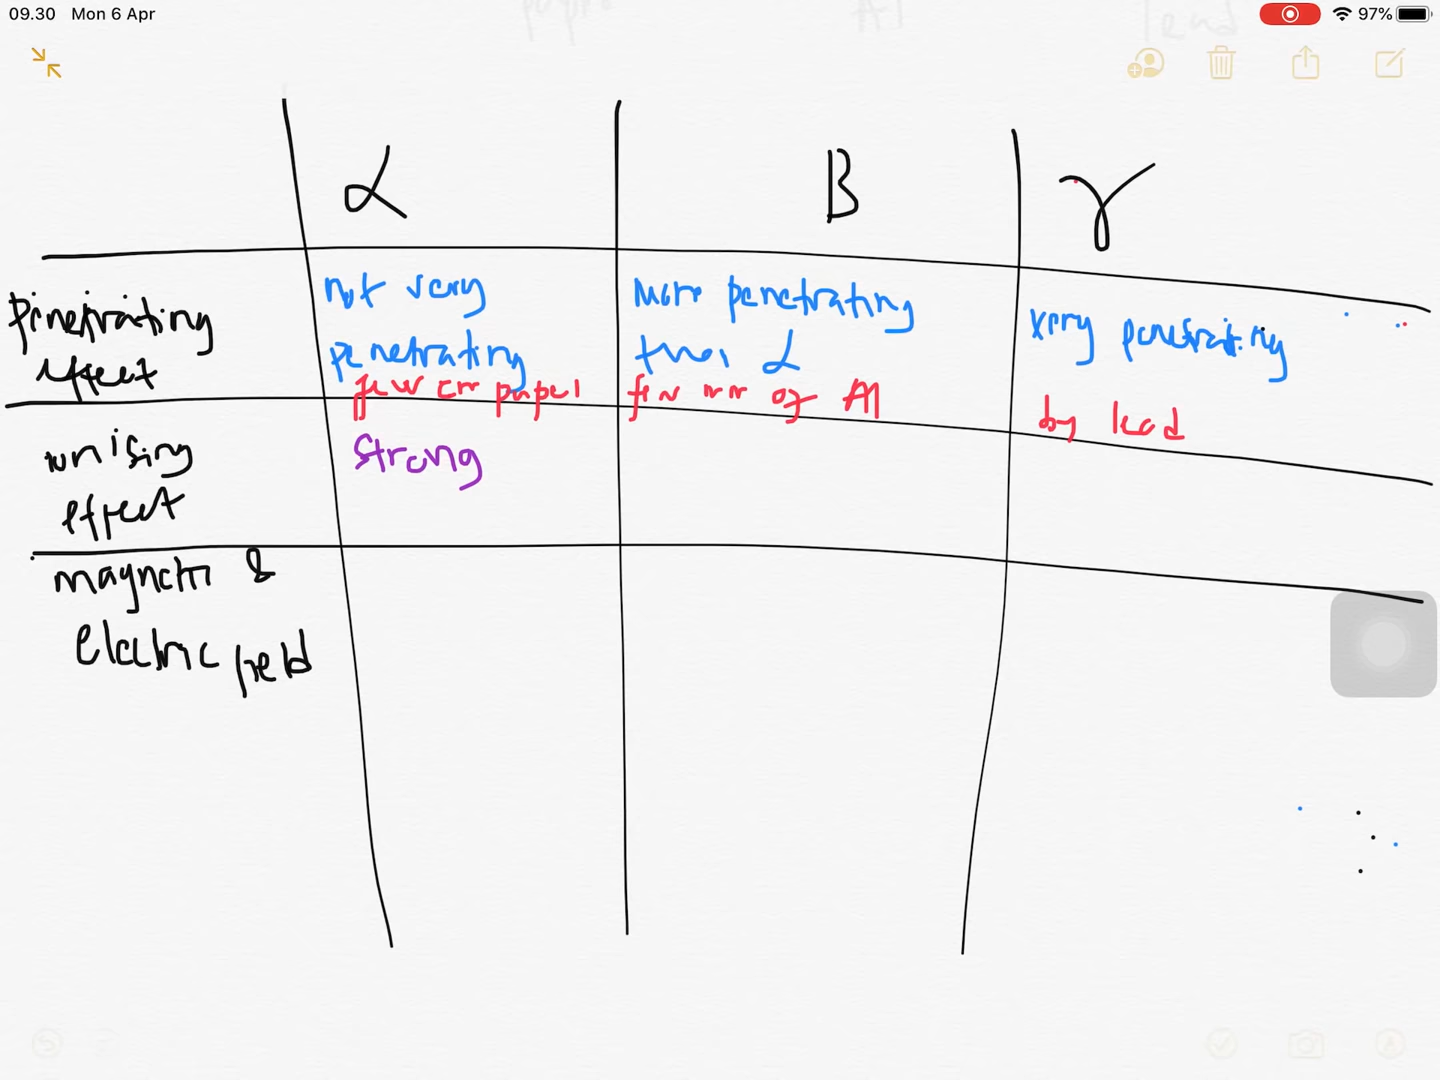 09.30 Mon 6 Apr
97%
α B γ
penetrating effect
not very
penetrating
few cm paper
more penetrating
than α
few mm of Al
very penetrating
by lead
ionising
effect
strong
magnetic &
electric field